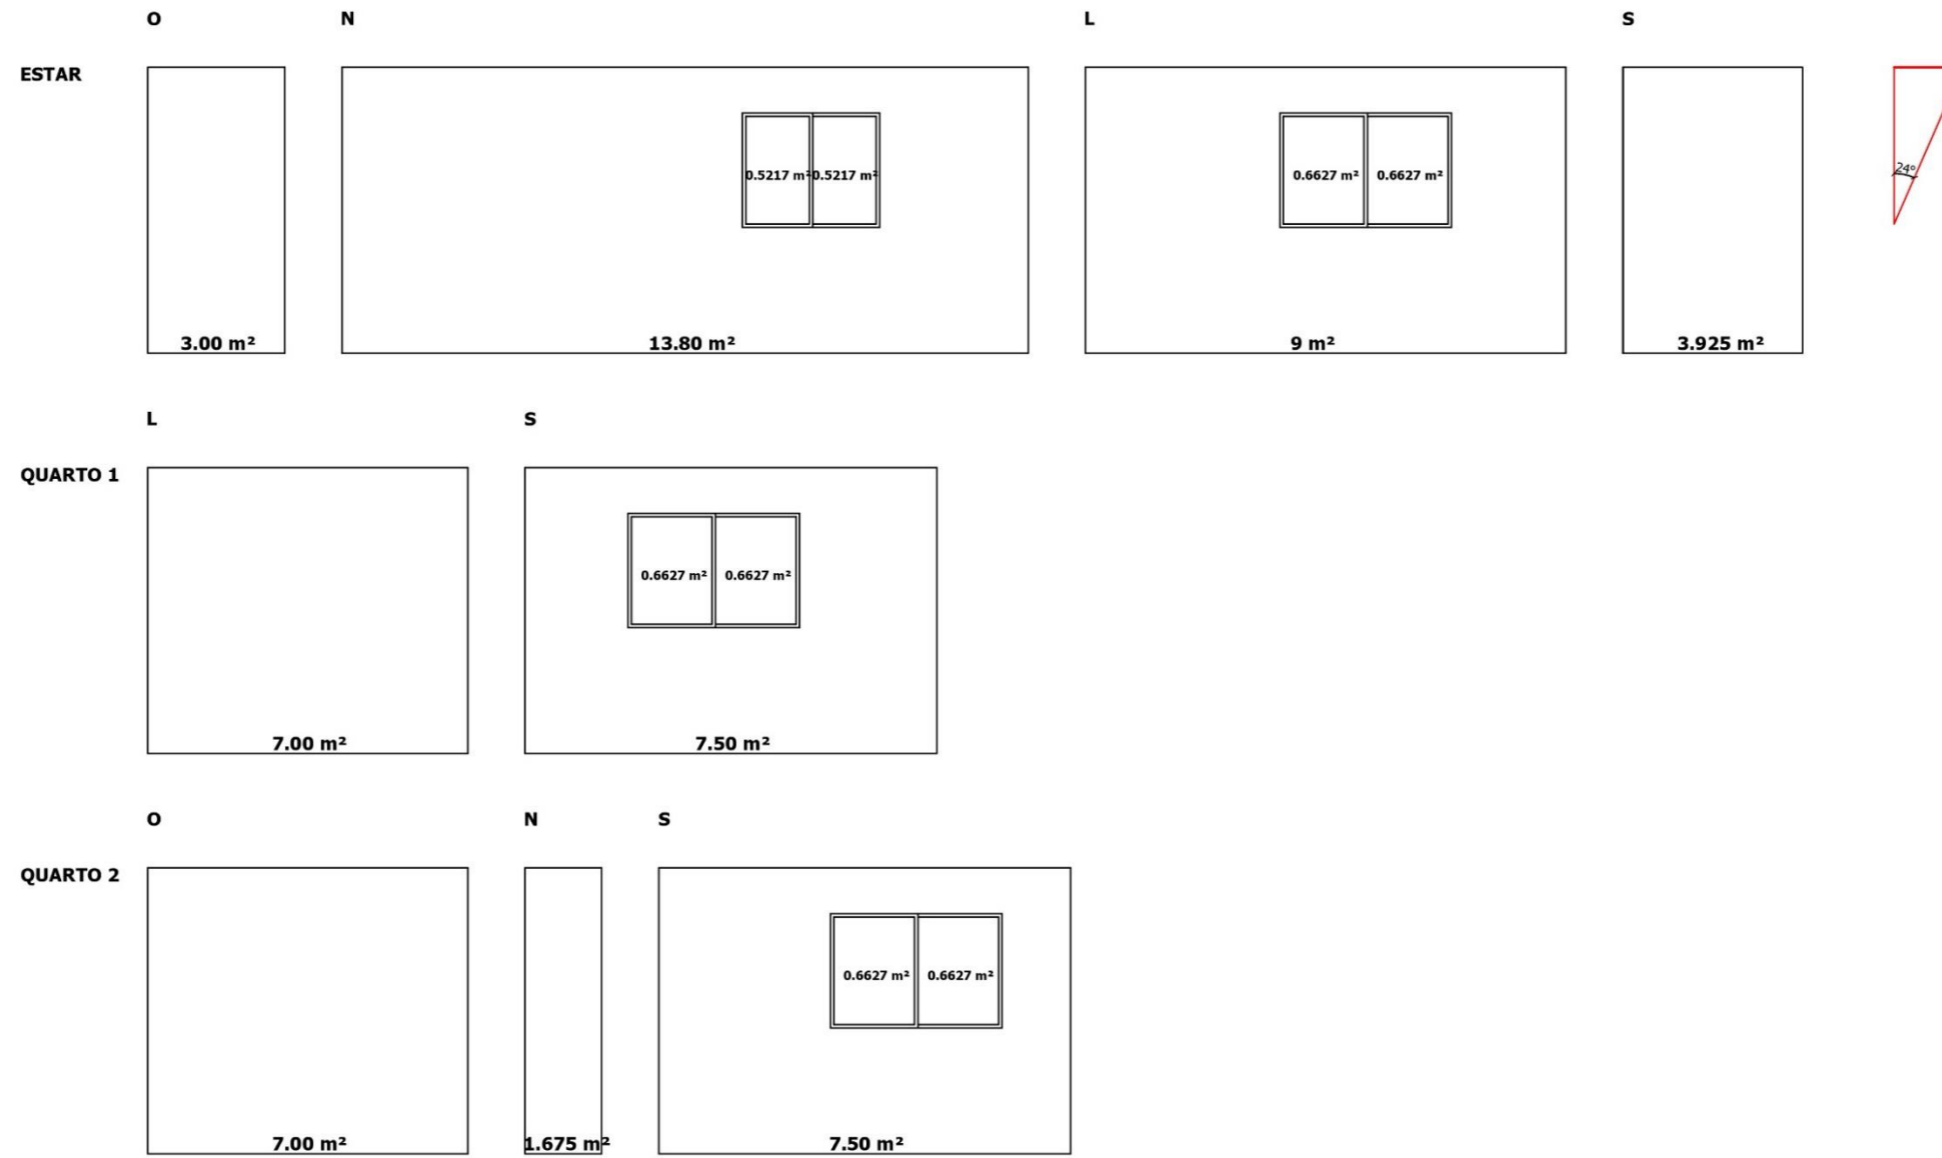 O N L S
ESTAR
0.5217 m² 0.5217 m² 0.6627 m² 0.6627 m² 24°
3.00 m² 13.80 m² 9 m² 3.925 m²
L S
QUARTO 1
0.6627 m² 0.6627 m²
7.00 m² 7.50 m²
O N S
QUARTO 2
0.6627 m² 0.6627 m²
7.00 m² 1.675 m² 7.50 m²